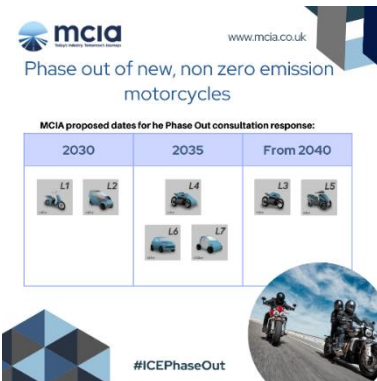 mcia
Today's Industry. Tomorrow's Journeys
www.mcia.co.uk
Phase out of new, non zero emission
motorcycles
MCIA proposed dates for he Phase Out consultation response:
2030 2035 From 2040
L1 L2 L4 L3 L5
L6 L7
#ICEPhaseOut